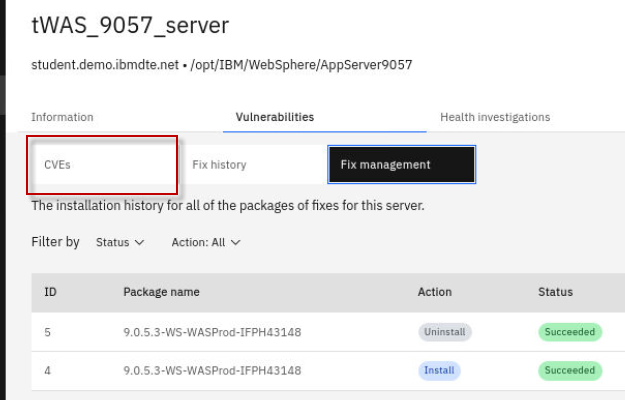 tWAS_9057_server
student.demo.ibmdte.net • /opt/IBM/WebSphere/AppServer9057
Information Vulnerabilities Health investigations
CVEs Fix history Fix management
The installation history for all of the packages of fixes for this server.
Filter by Status Action: All
ID Package name Action Status
5 9.0.5.3-WS-WASProd-IFPH43148 Uninstall Succeeded
4 9.0.5.3-WS-WASProd-IFPH43148 Install Succeeded